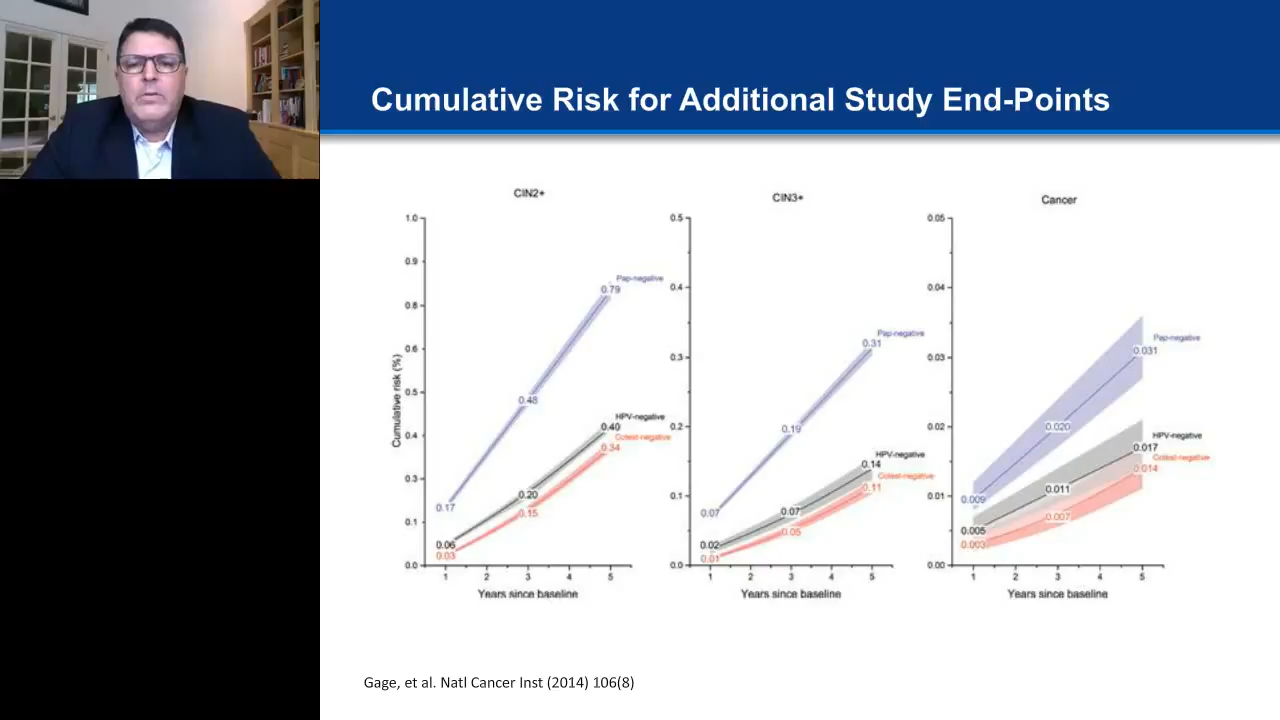 Cumulative Risk for Additional Study End-Points
CIN2+
1.0
0.9
0.8
0.6
0.5
0.4
0.3
0.1
0.0
Cumulative risk (%)
Pap-negative
0.79
0.48
0.17
HPV-negative
0.40
0.20
0.06
Cotest-negative
0.34
0.15
0.03
1 2 3 4 5
Years since baseline
CIN3+
0.5
0.4
0.3
0.2
0.1
0.0
Pap-negative
0.31
0.19
0.07
HPV-negative
0.14
0.07
0.02
Cotest-negative
0.11
0.05
0.01
1 2 3 4 5
Years since baseline
Cancer
0.05
0.04
0.03
0.02
0.01
0.00
Pap-negative
0.031
0.020
0.009
HPV-negative
0.017
0.011
0.005
Cotest-negative
0.014
0.007
0.003
1 2 3 4 5
Years since baseline
Gage, et al. Natl Cancer Inst (2014) 106(8)